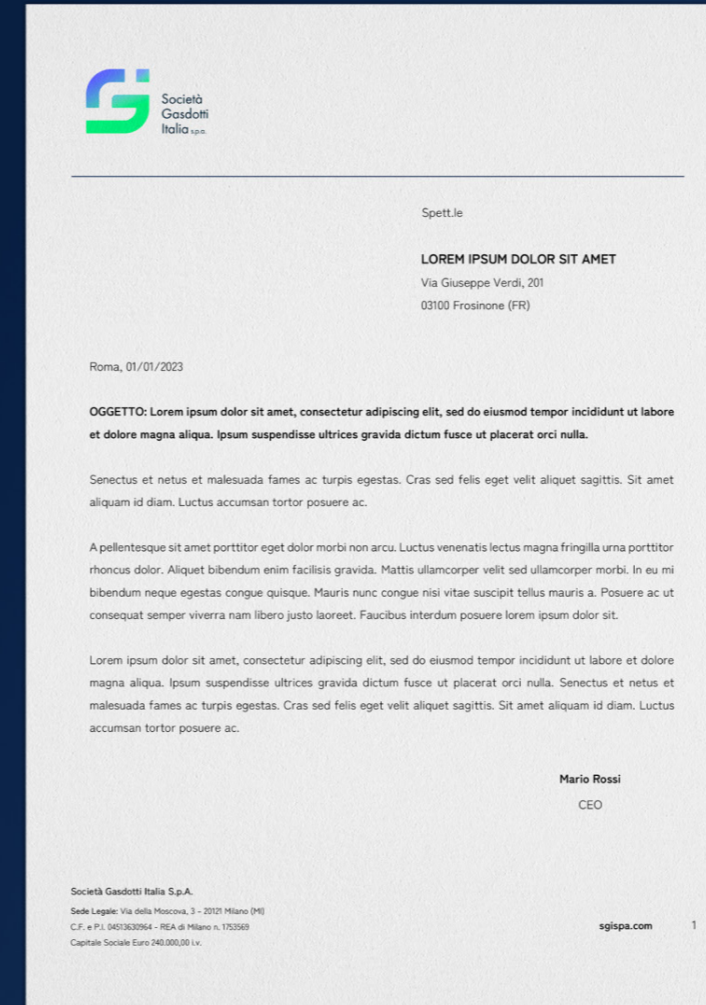 Società
Gasdotti
Italia s.p.a.
Spett.le
LOREM IPSUM DOLOR SIT AMET
Via Giuseppe Verdi, 201
03100 Frosinone (FR)
Roma, 01/01/2023
OGGETTO: Lorem ipsum dolor sit amet, consectetur adipiscing elit, sed do eiusmod tempor incididunt ut labore
et dolore magna aliqua. Ipsum suspendisse ultrices gravida dictum fusce ut placerat orci nulla.
Senectus et netus et malesuada fames ac turpis egestas. Cras sed felis eget velit aliquet sagittis. Sit amet
aliquam id diam. Luctus accumsan tortor posuere ac.
A pellentesque sit amet porttitor eget dolor morbi non arcu. Luctus venenatis lectus magna fringilla urna porttitor
rhoncus dolor. Aliquet bibendum enim facilisis gravida. Mattis ullamcorper velit sed ullamcorper morbi. In eu mi
bibendum neque egestas congue quisque. Mauris nunc congue nisi vitae suscipit tellus mauris a. Posuere ac ut
consequat semper viverra nam libero justo laoreet. Faucibus interdum posuere lorem ipsum dolor sit.
Lorem ipsum dolor sit amet, consectetur adipiscing elit, sed do eiusmod tempor incididunt ut labore et dolore
magna aliqua. Ipsum suspendisse ultrices gravida dictum fusce ut placerat orci nulla. Senectus et netus et
malesuada fames ac turpis egestas. Cras sed felis eget velit aliquet sagittis. Sit amet aliquam id diam. Luctus
accumsan tortor posuere ac.
Mario Rossi
CEO
Società Gasdotti Italia S.p.A.
Sede Legale: Via della Moscova, 3 - 20121 Milano (MI)
C.F. e P.I. 04513630964 - REA di Milano n. 1753569
Capitale Sociale Euro 240.000,00 i.v.
sgispa.com 1